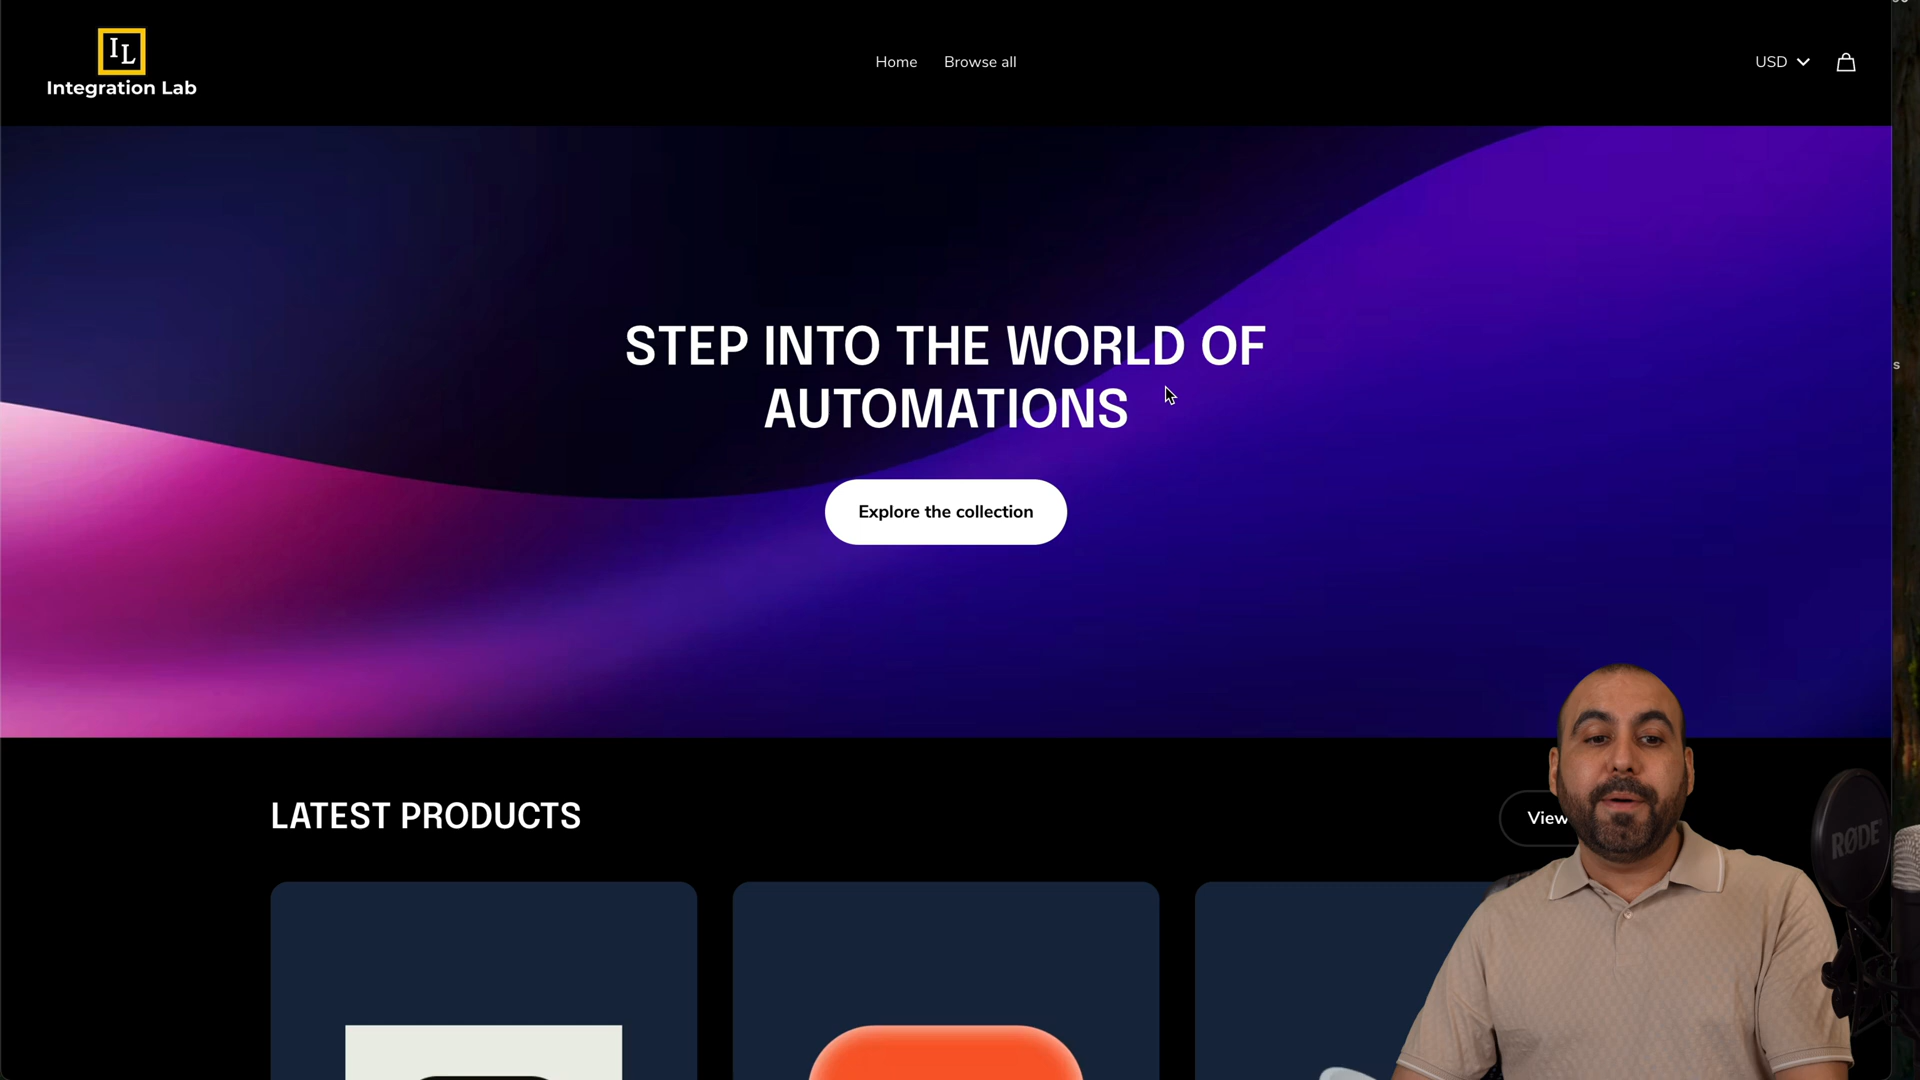 IL
Integration Lab
Home
Browse all
USD
STEP INTO THE WORLD OF
AUTOMATIONS
Explore the collection
LATEST PRODUCTS
View
RØDE
s